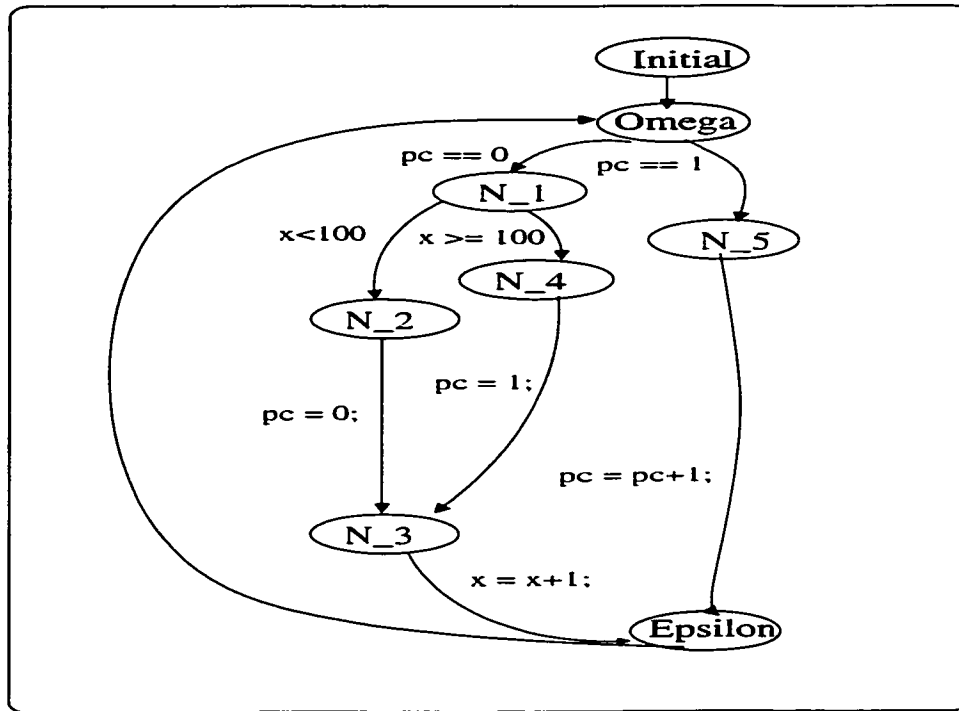 Initial
Omega
pc == 0
pc == 1
N_1
x<100
x >= 100
N_5
N_4
N_2
pc = 1;
pc = 0;
pc = pc+1;
N_3
x = x+1;
Epsilon